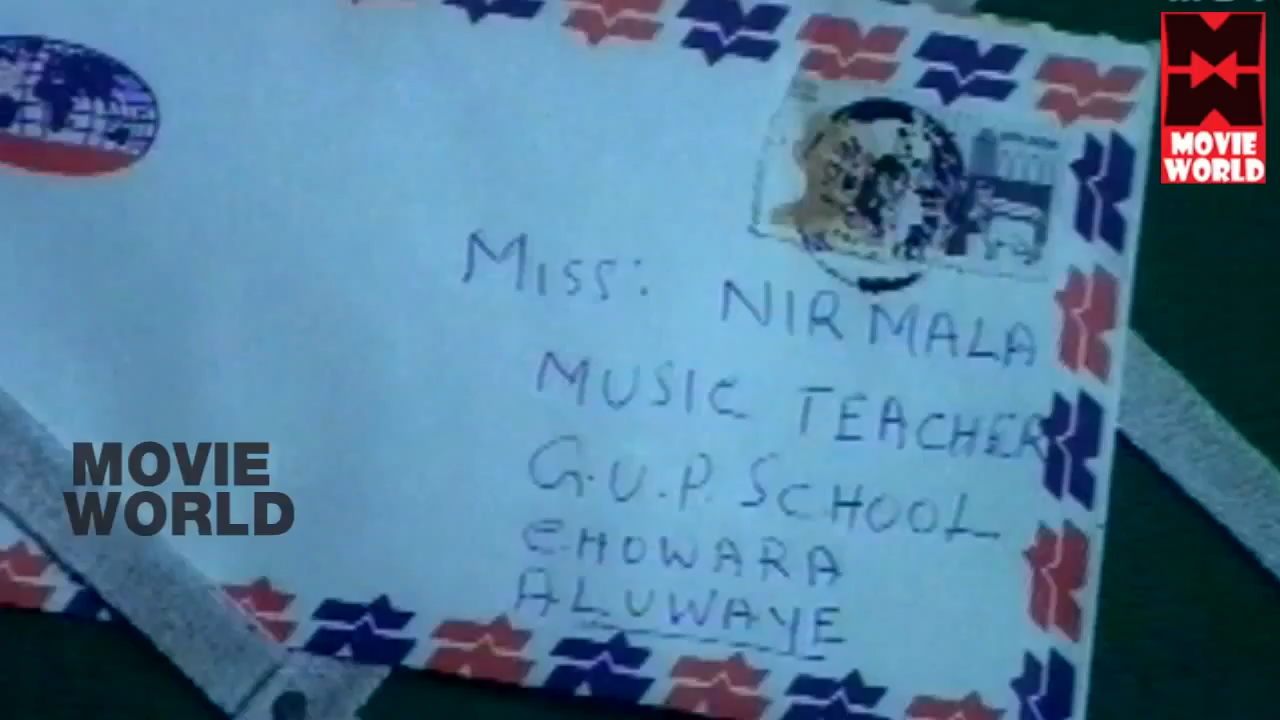 MOVIE
WORLD
MISS: NIRMALA
MUSIC TEACHER
G.U.P. SCHOOL
CHOWARA
ALUWAYE
MOVIE
WORLD